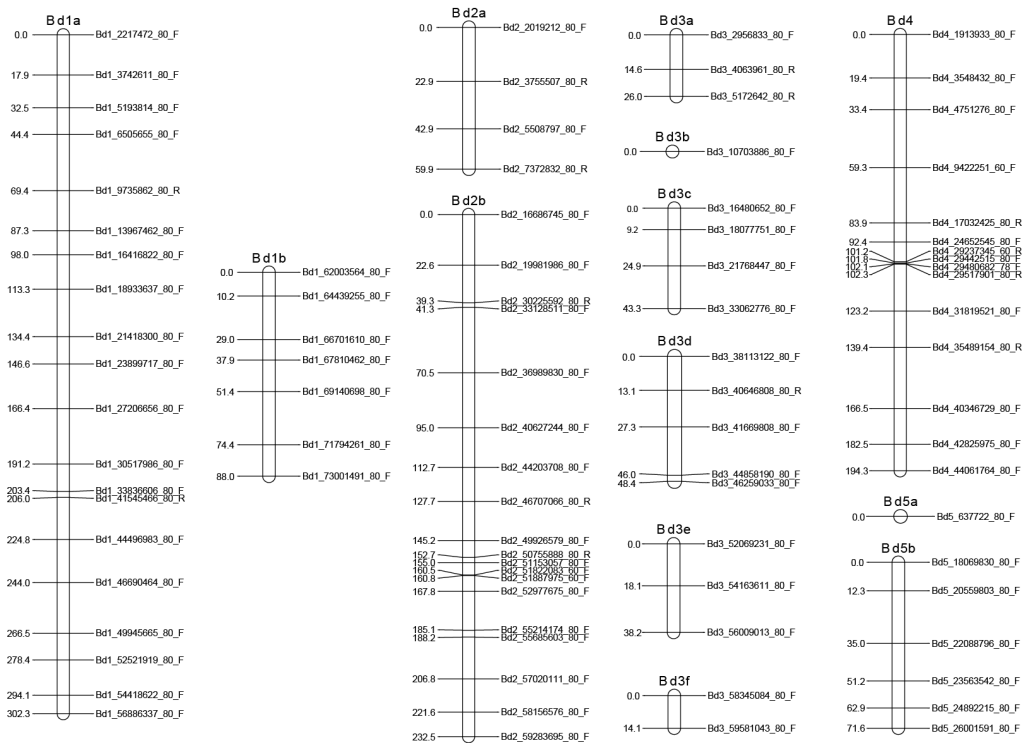 Bd1a
0.0 Bd1_2217472_80_F
17.9 Bd1_3742611_80_F
32.5 Bd1_5193814_80_F
44.4 Bd1_6505655_80_F
69.4 Bd1_9735862_80_R
87.3 Bd1_13967462_80_F
98.0 Bd1_16416822_80_F
113.3 Bd1_18933637_80_F
134.4 Bd1_21418300_80_F
146.6 Bd1_23899717_80_F
166.4 Bd1_27206656_80_F
191.2 Bd1_30517986_80_F
203.4 Bd1_33836606_80_F
206.0 Bd1_41545466_80_R
224.8 Bd1_44496983_80_F
244.0 Bd1_46690464_80_F
266.5 Bd1_49945665_80_F
278.4 Bd1_52521919_80_F
294.1 Bd1_54418622_80_F
302.3 Bd1_56886337_80_F
Bd1b
0.0 Bd1_62003564_80_F
10.2 Bd1_64439255_80_F
29.0 Bd1_66701610_80_F
37.9 Bd1_67810462_80_F
51.4 Bd1_69140698_80_F
74.4 Bd1_71794261_80_F
88.0 Bd1_73001491_80_F
Bd2a
0.0 Bd2_2019212_80_F
22.9 Bd2_3755507_80_R
42.9 Bd2_5508797_80_F
59.9 Bd2_7372832_80_R
Bd2b
0.0 Bd2_16686745_80_F
22.6 Bd2_19981986_80_F
39.3 Bd2_30225592_80_R
41.3 Bd2_33128511_80_F
70.5 Bd2_36989830_80_F
95.0 Bd2_40627244_80_F
112.7 Bd2_44203708_80_F
127.7 Bd2_46707066_80_R
145.2 Bd2_49926579_80_F
152.7 Bd2_50755888_80_R
155.0 Bd2_51153057_80_F
160.5 Bd2_51822083_60_F
160.8 Bd2_51887975_60_F
167.8 Bd2_52977675_80_F
185.1 Bd2_55214174_80_F
188.2 Bd2_55685603_80_F
206.8 Bd2_57020111_80_F
221.6 Bd2_58156576_80_F
232.5 Bd2_59283695_80_F
Bd3a
0.0 Bd3_2956833_80_F
14.6 Bd3_4063961_80_R
26.0 Bd3_5172642_80_R
Bd3b
0.0 Bd3_10703886_80_F
Bd3c
0.0 Bd3_16480652_80_F
9.2 Bd3_18077751_80_F
24.9 Bd3_21768447_80_F
43.3 Bd3_33062776_80_F
Bd3d
0.0 Bd3_38113122_80_F
13.1 Bd3_40646808_80_R
27.3 Bd3_41669808_80_F
46.0 Bd3_44858190_80_F
48.4 Bd3_46259033_80_F
Bd3e
0.0 Bd3_52069231_80_F
18.1 Bd3_54163611_80_F
38.2 Bd3_56009013_80_F
Bd3f
0.0 Bd3_58345084_80_F
14.1 Bd3_59581043_80_F
Bd4
0.0 Bd4_1913933_80_F
19.4 Bd4_3548432_80_F
33.4 Bd4_4751276_80_F
59.3 Bd4_9422251_60_F
83.9 Bd4_17032425_80_R
92.4 Bd4_24652545_80_F
101.2 Bd4_29237345_60_R
101.8 Bd4_29442515_80_F
102.1 Bd4_29480682_78_F
102.3 Bd4_29517901_80_R
123.2 Bd4_31819521_80_F
139.4 Bd4_35489154_80_R
166.5 Bd4_40346729_80_F
182.5 Bd4_42825975_80_F
194.3 Bd4_44061764_80_F
Bd5a
0.0 Bd5_637722_80_F
Bd5b
0.0 Bd5_18069830_80_F
12.3 Bd5_20559803_80_F
35.0 Bd5_22088796_80_F
51.2 Bd5_23563542_80_F
62.9 Bd5_24892215_80_F
71.6 Bd5_26001591_80_F